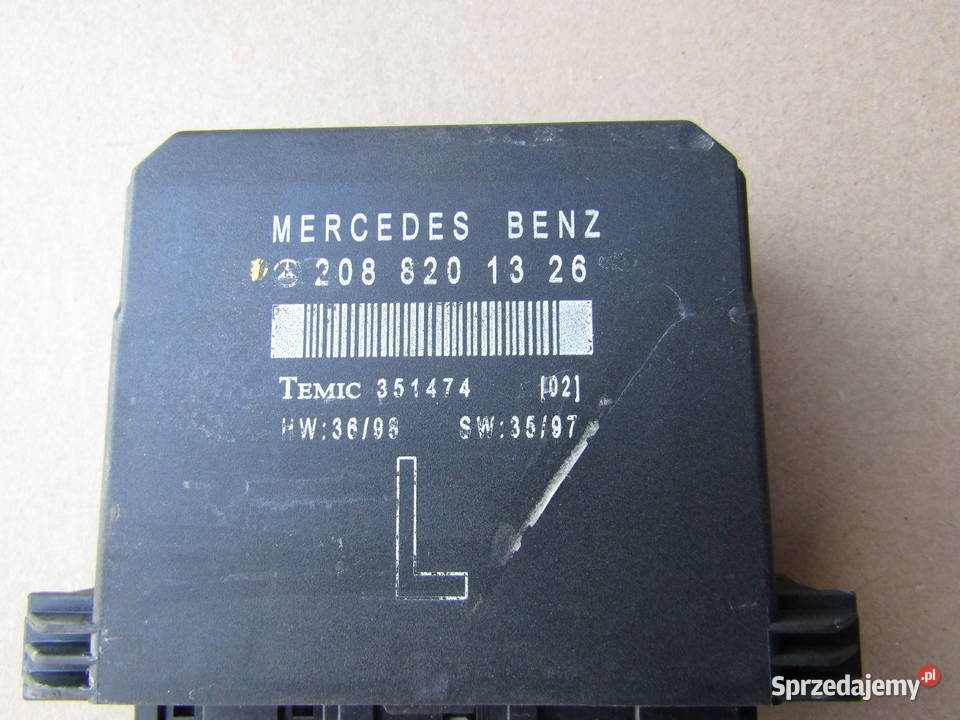 MERCEDES BENZ
208 820 13 26
TEMIC 351474 [02]
HW:36/96 SW:35/97
L
Sprzedajemy.pl